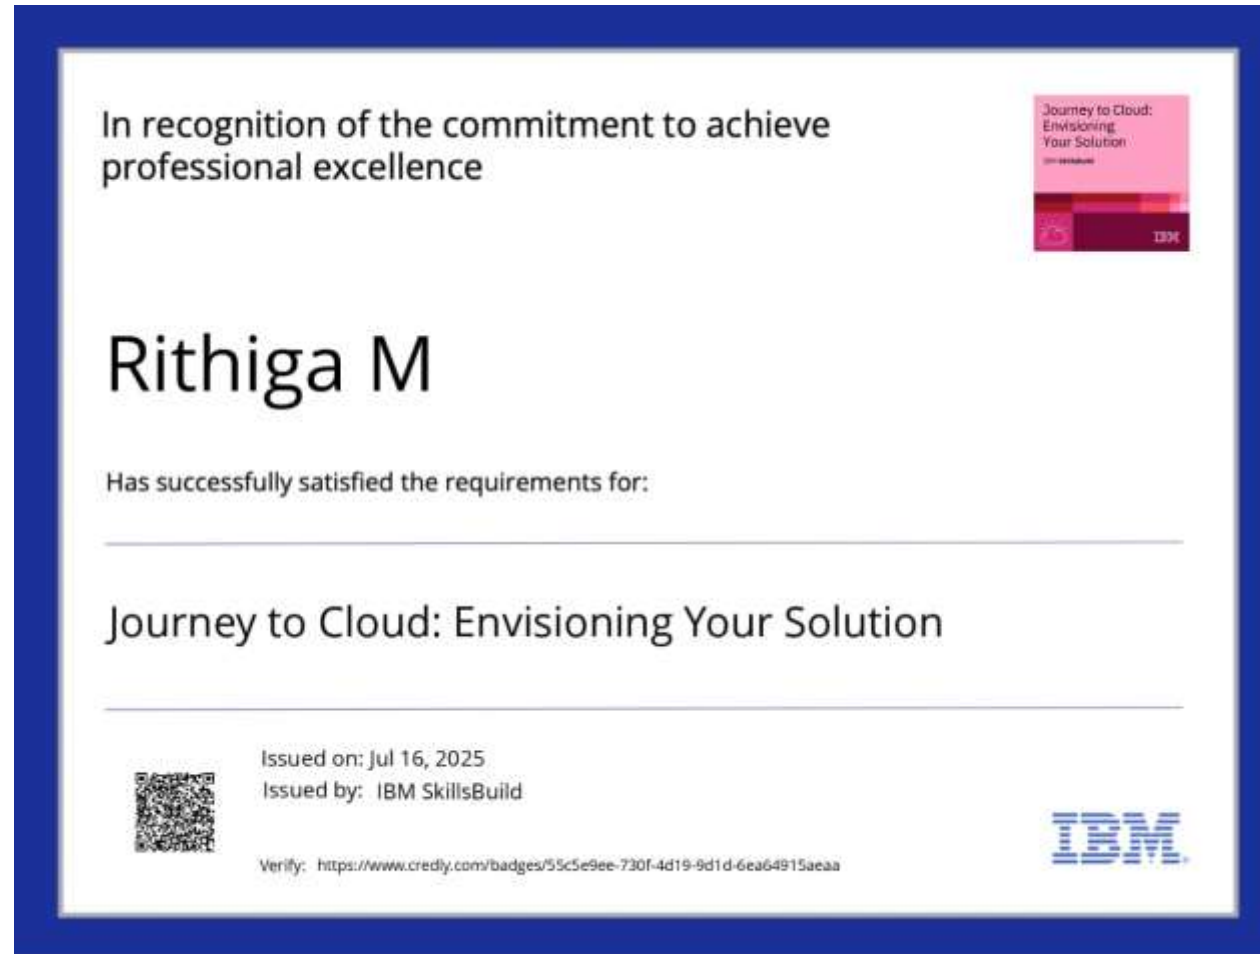 In recognition of the commitment to achieve
professional excellence
Journey to Cloud:
Envisioning
Your Solution
IBM SkillsBuild
IBM
Rithiga M
Has successfully satisfied the requirements for:
Journey to Cloud: Envisioning Your Solution
Issued on: Jul 16, 2025
Issued by: IBM SkillsBuild
Verify: https://www.credly.com/badges/55c5e9ee-730f-4d19-9d1d-6ea64915aeaa
IBM.